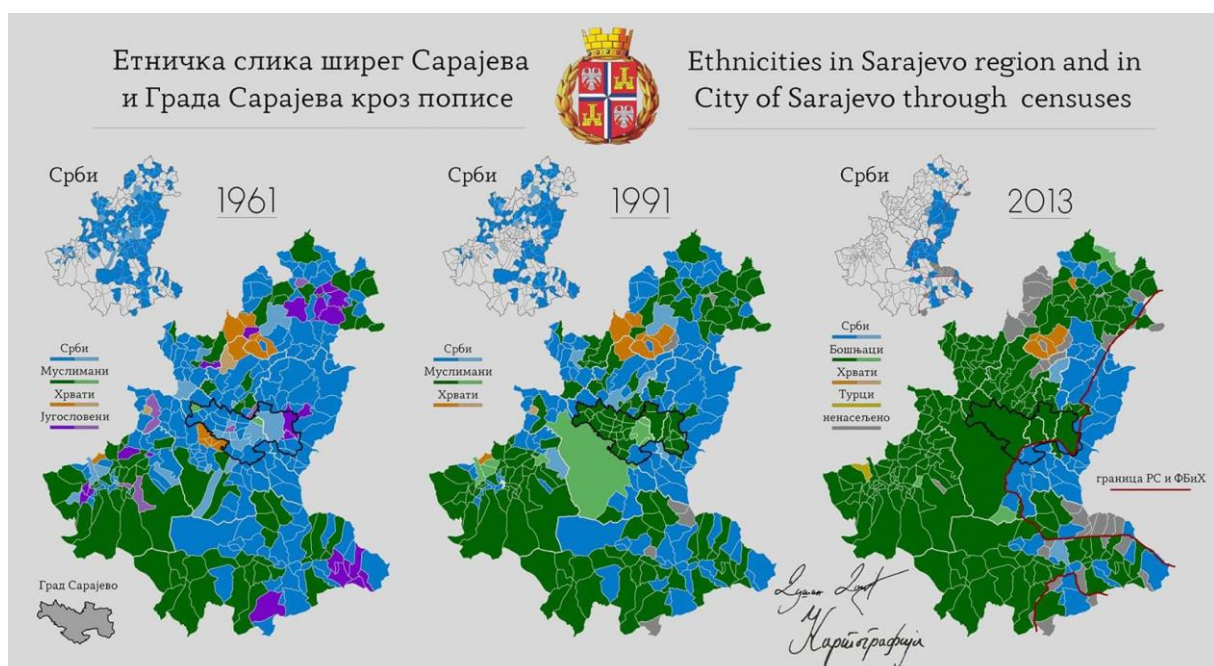 Етничка слика ширег Сарајева
и Града Сарајева кроз пописе
Ethnicities in Sarajevo region and in
City of Sarajevo through censuses
Срби
1961
Срби
Муслимани
Хрвати
Југословени
Град Сарајево
Срби
1991
Срби
Муслимани
Хрвати
Срби
2013
Срби
Бошњаци
Хрвати
Турци
ненасељено
граница РС и ФБиХ
Картографија